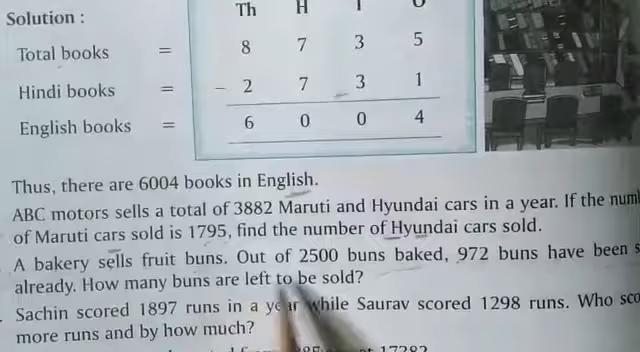 Solution :
Th H
Total books = 8 7 3 5
Hindi books = – 2 7 3 1
English books = 6 0 0 4
Thus, there are 6004 books in English.
ABC motors sells a total of 3882 Maruti and Hyundai cars in a year. If the
of Maruti cars sold is 1795, find the number of Hyundai cars sold.
A bakery sells fruit buns. Out of 2500 buns baked, 972 buns have been
already. How many buns are left to be sold?
Sachin scored 1897 runs in a year while Saurav scored 1298 runs. Who
more runs and by how much?